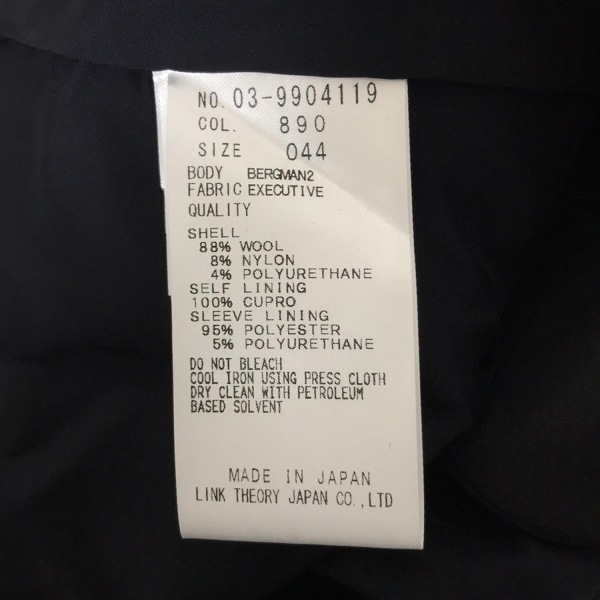 NO. 03-9904119
COL. 890
SIZE 044
BODY BERGMAN2
FABRIC EXECUTIVE
QUALITY
SHELL
88% WOOL
8% NYLON
4% POLYURETHANE
SELF LINING
100% CUPRO
SLEEVE LINING
95% POLYESTER
5% POLYURETHANE
DO NOT BLEACH
COOL IRON USING PRESS CLOTH
DRY CLEAN WITH PETROLEUM
BASED SOLVENT
MADE IN JAPAN
LINK THEORY JAPAN CO.,LTD